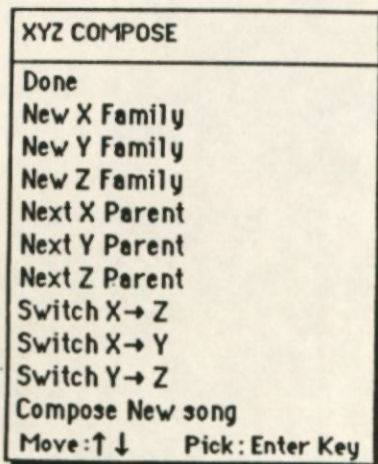 XYZ COMPOSE
Done
New X Family
New Y Family
New Z Family
Next X Parent
Next Y Parent
Next Z Parent
Switch X→ Z
Switch X→ Y
Switch Y→ Z
Compose New song
Move:↑↓ Pick: Enter Key